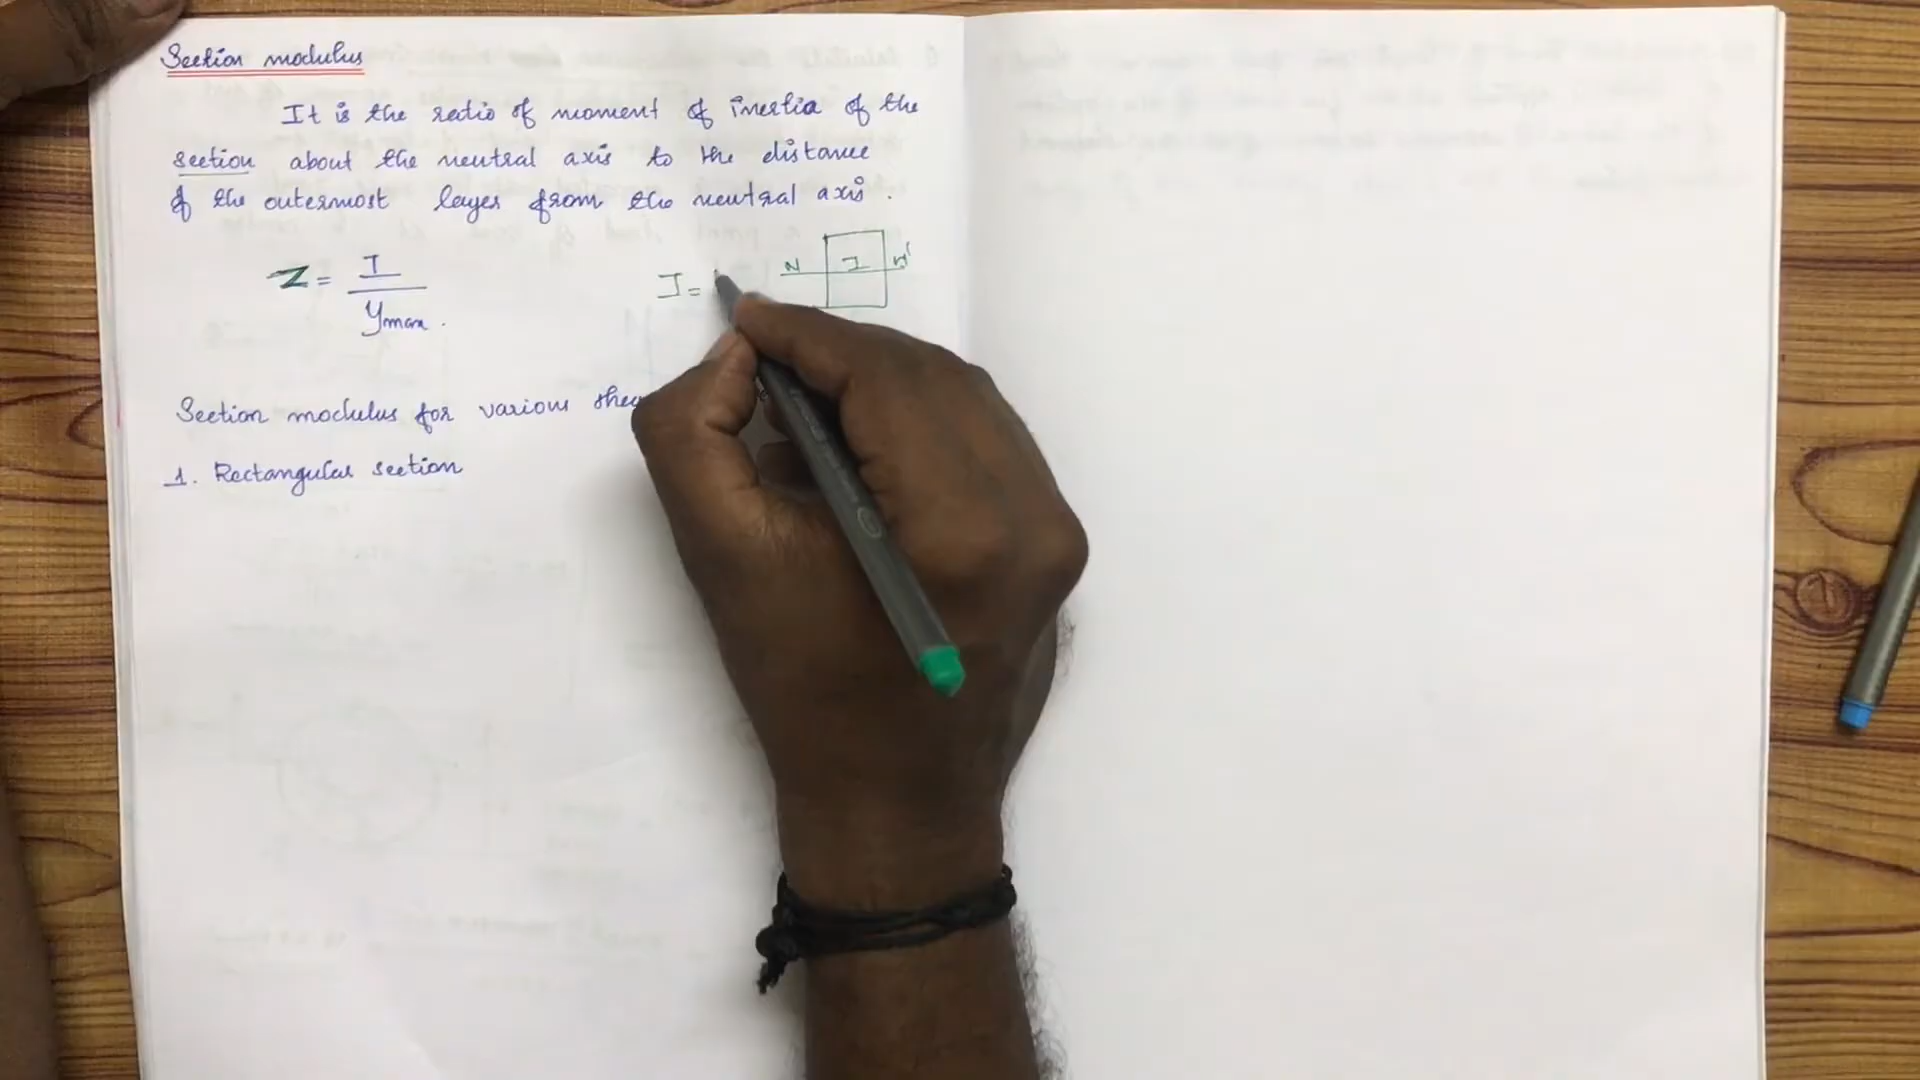 Section modulus
It is the ratio of moment of inertia of the
section about the neutral axis to the distance
of the outermost layer from the neutral axis.
Z = I / ymax.
I =
N I
Section modulus for various
1. Rectangular section